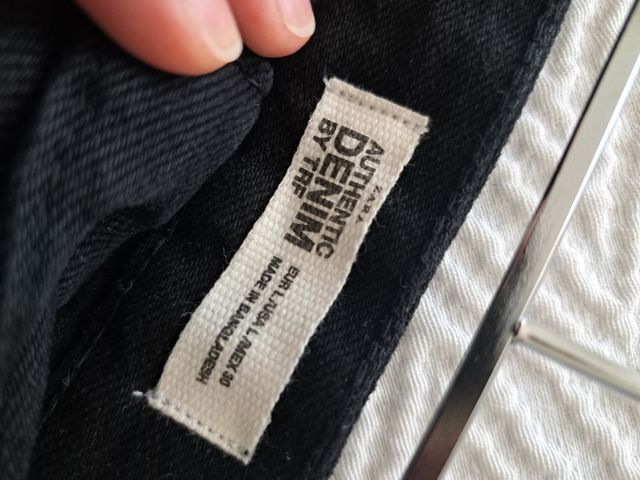 ZARA
AUTHENTIC
DENIM
BY TRF
EUR L/USA L/MEX 30
MADE IN BANGLADESH